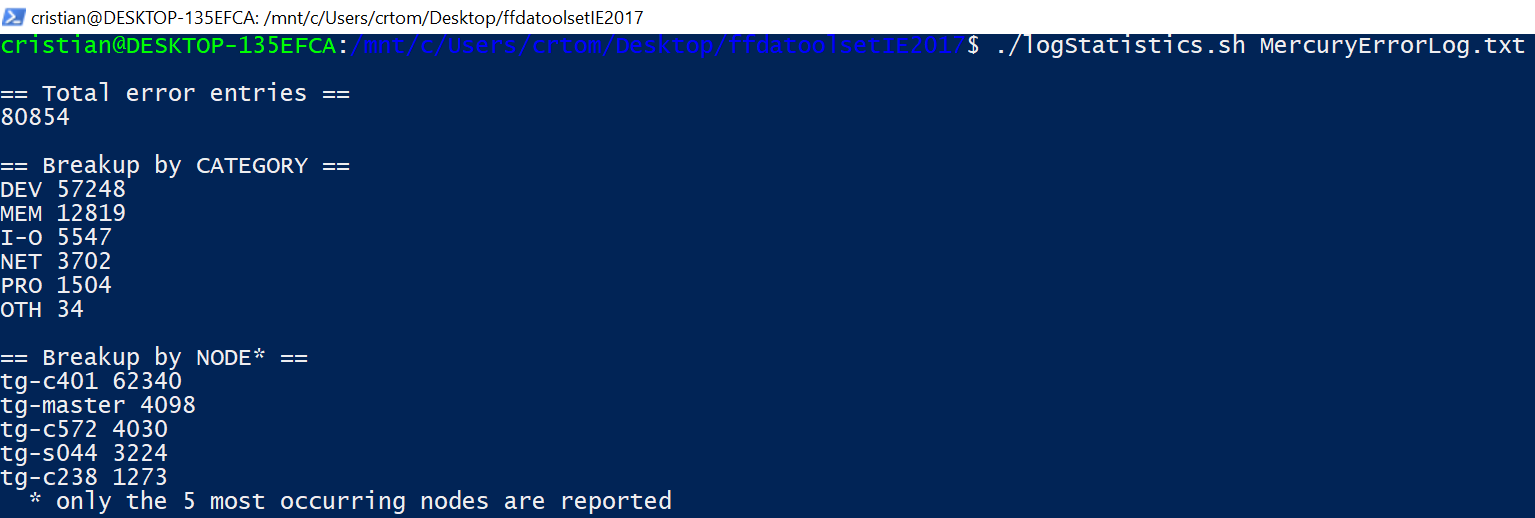 cristian@DESKTOP-135EFCA: /mnt/c/Users/crtom/Desktop/ffdatoolsetIE2017
cristian@DESKTOP-135EFCA:/mnt/c/Users/crtom/Desktop/ffdatoolsetIE2017$ ./logStatistics.sh MercuryErrorLog.txt
== Total error entries ==
80854
== Breakup by CATEGORY ==
DEV 57248
MEM 12819
I-O 5547
NET 3702
PRO 1504
OTH 34
== Breakup by NODE* ==
tg-c401 62340
tg-master 4098
tg-c572 4030
tg-s044 3224
tg-c238 1273
* only the 5 most occurring nodes are reported